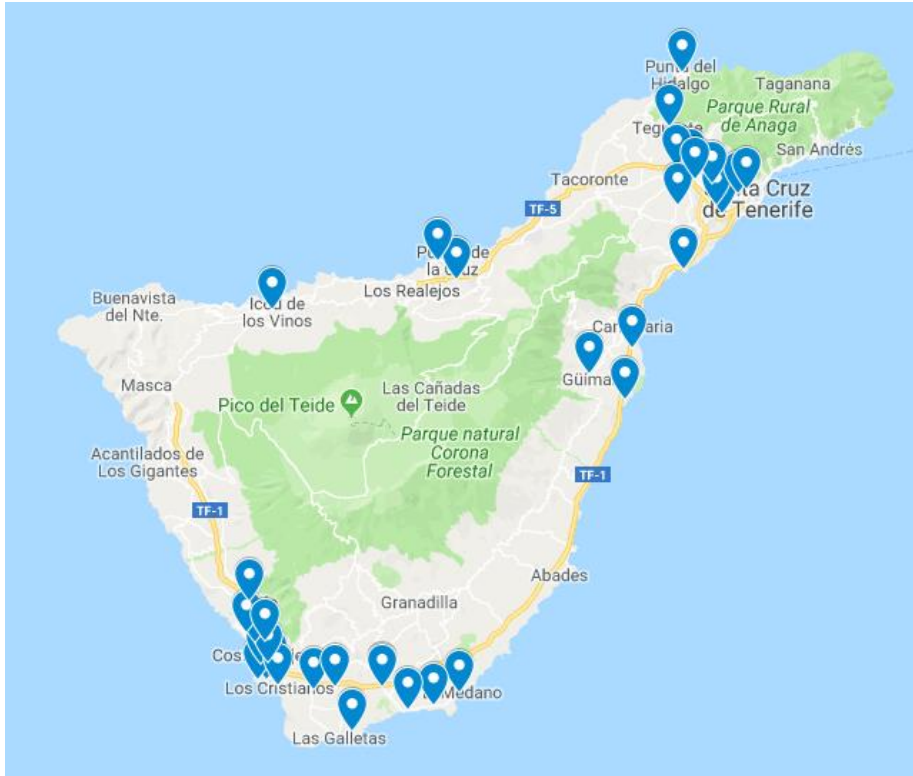 Punta del
Hidalgo
Taganana
Parque Rural
de Anaga
San Andrés
Tacoronte
Cruz
de Tenerife
TF-5
Los Realejos
Buenavista
del Nte.
los Vinos
Masca
Pico del Teide
Las Cañadas
del Teide
Parque natural
Corona
Forestal
Acantilados de
Los Gigantes
TF-1
TF-1
Abades
Granadilla
Los Cristianos
Las Galletas